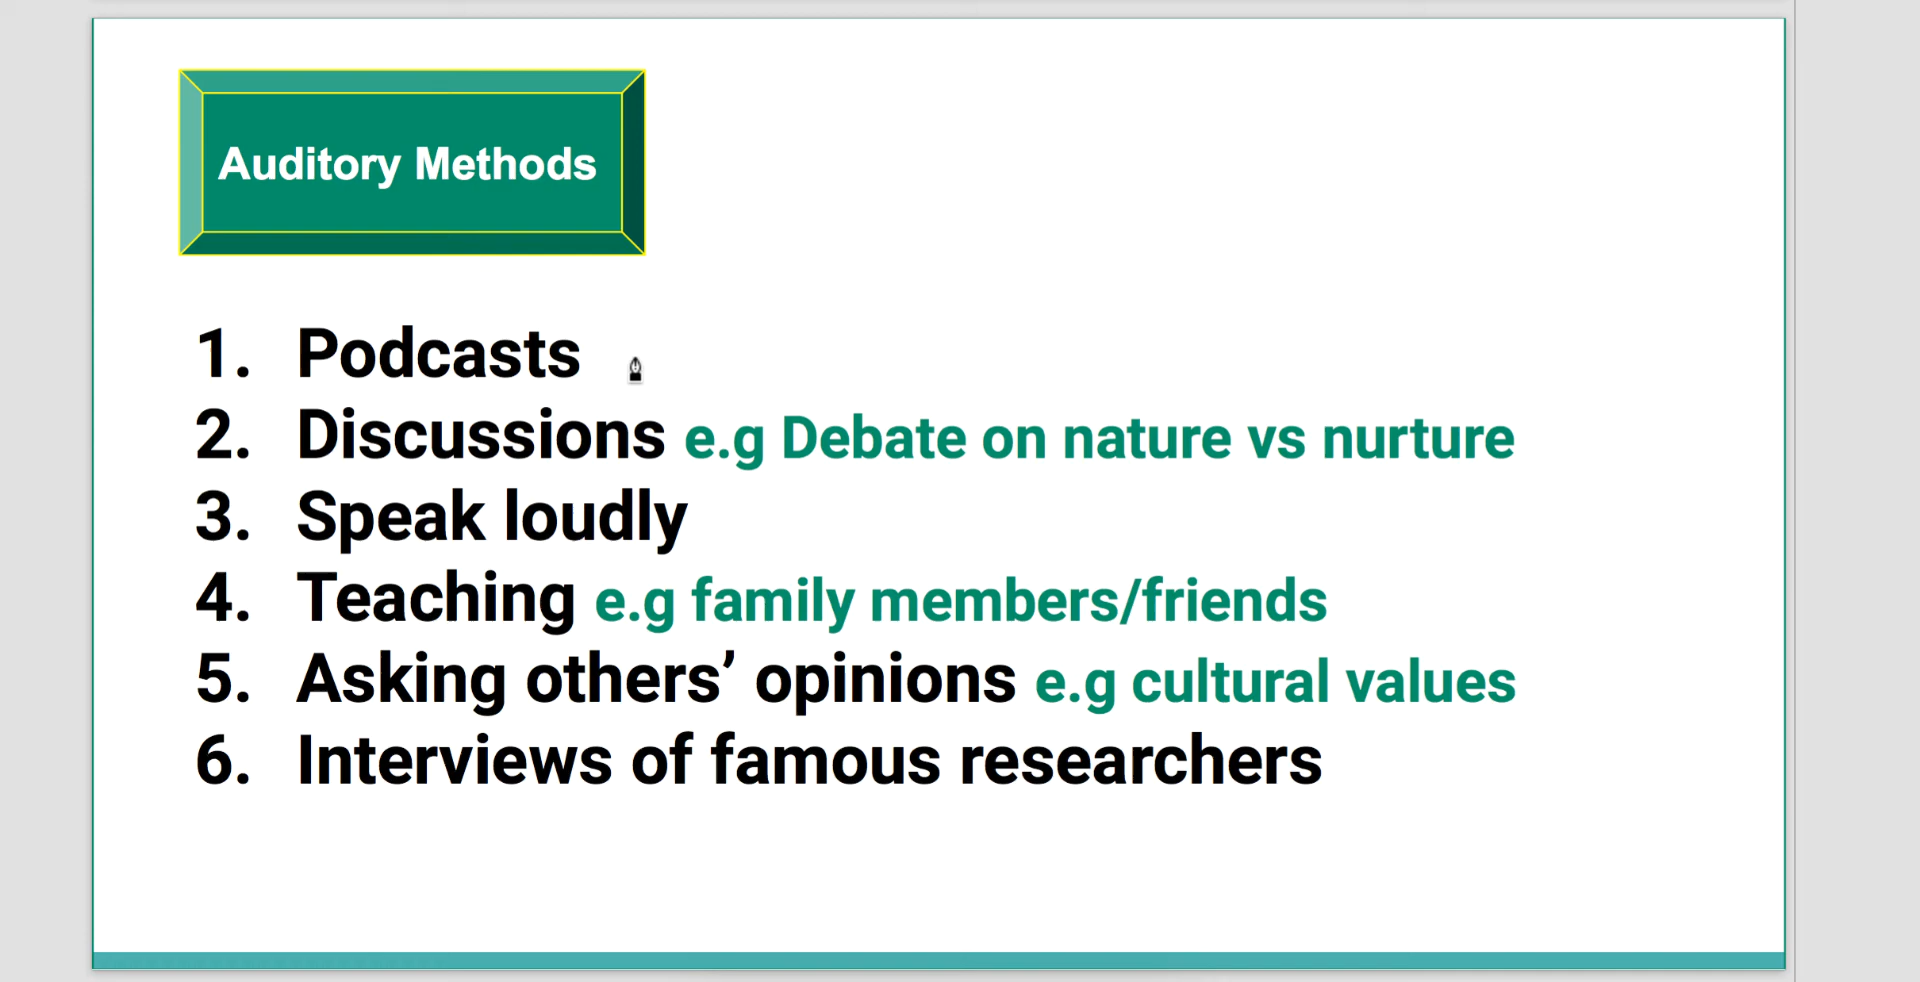 Auditory Methods
1. Podcasts
2. Discussions e.g Debate on nature vs nurture
3. Speak loudly
4. Teaching e.g family members/friends
5. Asking others’ opinions e.g cultural values
6. Interviews of famous researchers